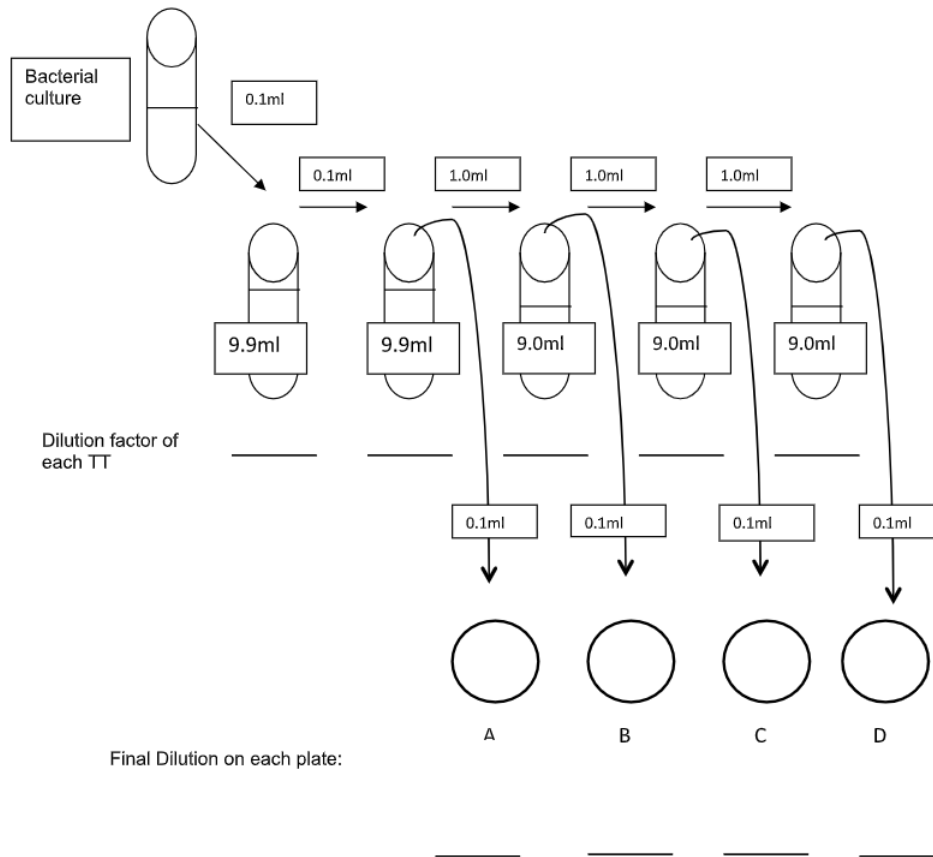 Bacterial
culture
0.1ml
0.1ml
1.0ml
1.0ml
1.0ml
9.9ml
9.9ml
9.0ml
9.0ml
9.0ml
Dilution factor of
each TT
0.1ml
0.1ml
0.1ml
0.1ml
A
B
C
D
Final Dilution on each plate: